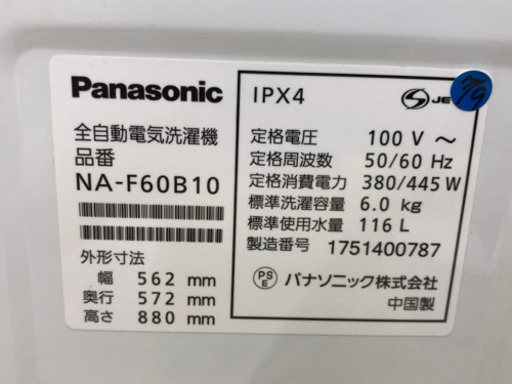 Panasonic
全自動電気洗濯機
品番
NA-F60B10
外形寸法
幅 562 mm
奥行 572 mm
高さ 880 mm
IPX4
定格電圧 100 V ～
定格周波数 50/60 Hz
定格消費電力 380/445 W
標準洗濯容量 6.0 kg
標準使用水量 116 L
製造番号 1751400787
PS
E
パナソニック株式会社
中国製